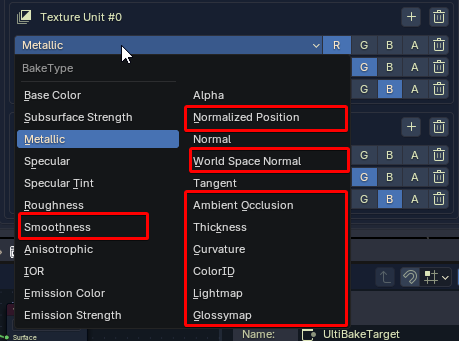 Texture Unit #0
Metallic
R G B A
BakeType
G B A
G B A
Base Color
Subsurface Strength
Metallic
Specular
Specular Tint
Roughness
Smoothness
Anisotrophic
IOR
Emission Color
Emission Strength
Alpha
Normalized Position
Normal
World Space Normal
Tangent
Ambient Occlusion
Thickness
Curvature
ColorID
Lightmap
Glossymap
G B A
G B A
G B A
Surface
Name:
UltiBakeTarget